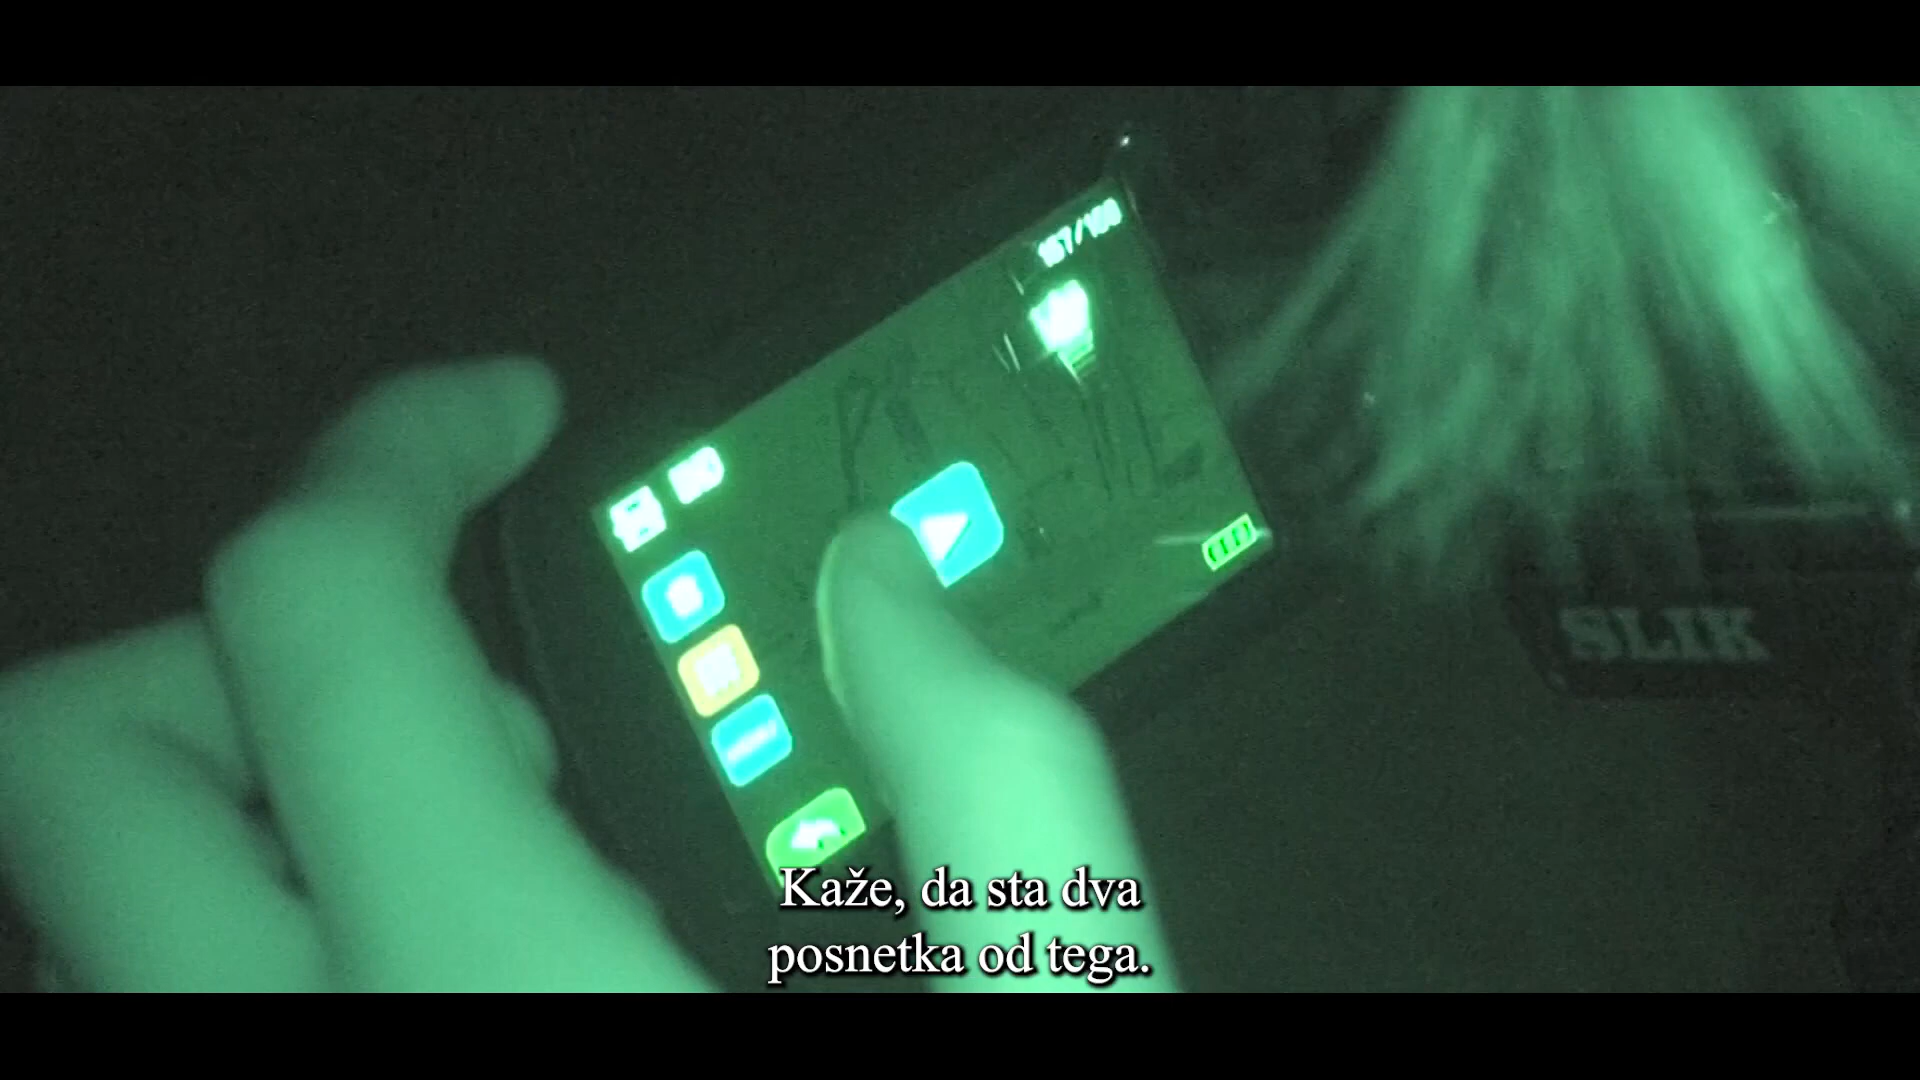 SLIK
Kaže, da sta dva
posnetka od tega.